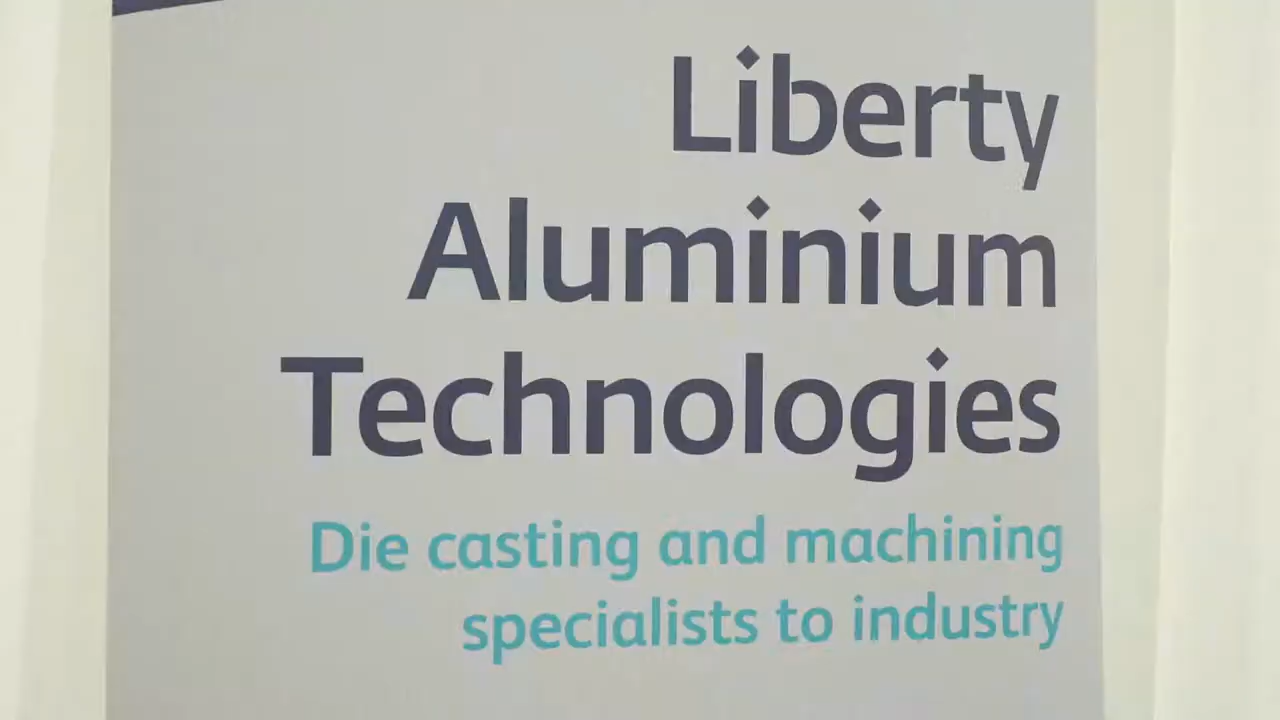 Liberty
Aluminium
Technologies
Die casting and machining
specialists to industry